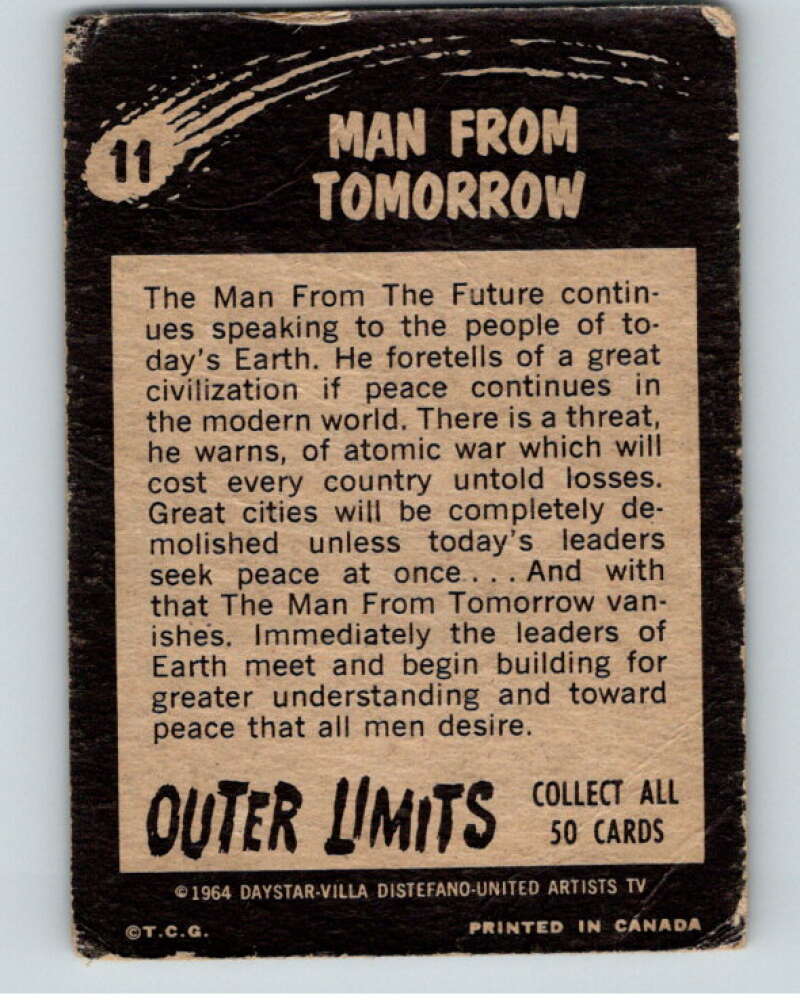 11
MAN FROM
TOMORROW
The Man From The Future contin-
ues speaking to the people of to-
day's Earth. He foretells of a great
civilization if peace continues in
the modern world. There is a threat,
he warns, of atomic war which will
cost every country untold losses.
Great cities will be completely de-
molished unless today's leaders
seek peace at once.... And with
that The Man From Tomorrow van-
ishes. Immediately the leaders of
Earth meet and begin building for
greater understanding and toward
peace that all men desire.
OUTER LIMITS
COLLECT ALL
50 CARDS
©1964 DAYSTAR-VILLA DISTEFANO-UNITED ARTISTS TV
©T.C.G.
PRINTED IN CANADA